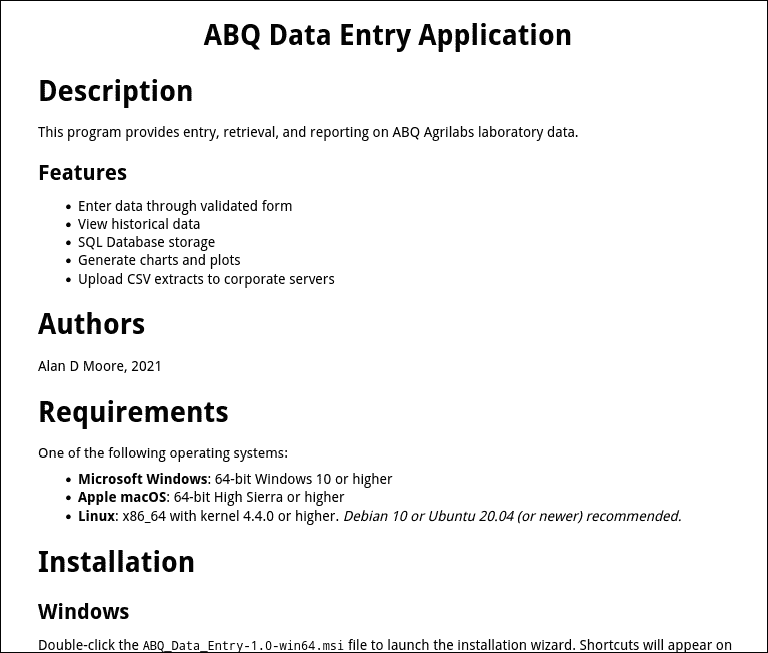 ABQ Data Entry Application
Description
This program provides entry, retrieval, and reporting on ABQ Agrilabs laboratory data.
Features
• Enter data through validated form
• View historical data
• SQL Database storage
• Generate charts and plots
• Upload CSV extracts to corporate servers
Authors
Alan D Moore, 2021
Requirements
One of the following operating systems:
• Microsoft Windows: 64-bit Windows 10 or higher
• Apple macOS: 64-bit High Sierra or higher
• Linux: x86_64 with kernel 4.4.0 or higher. Debian 10 or Ubuntu 20.04 (or newer) recommended.
Installation
Windows
Double-click the ABQ_Data_Entry-1.0-win64.msi file to launch the installation wizard. Shortcuts will appear on